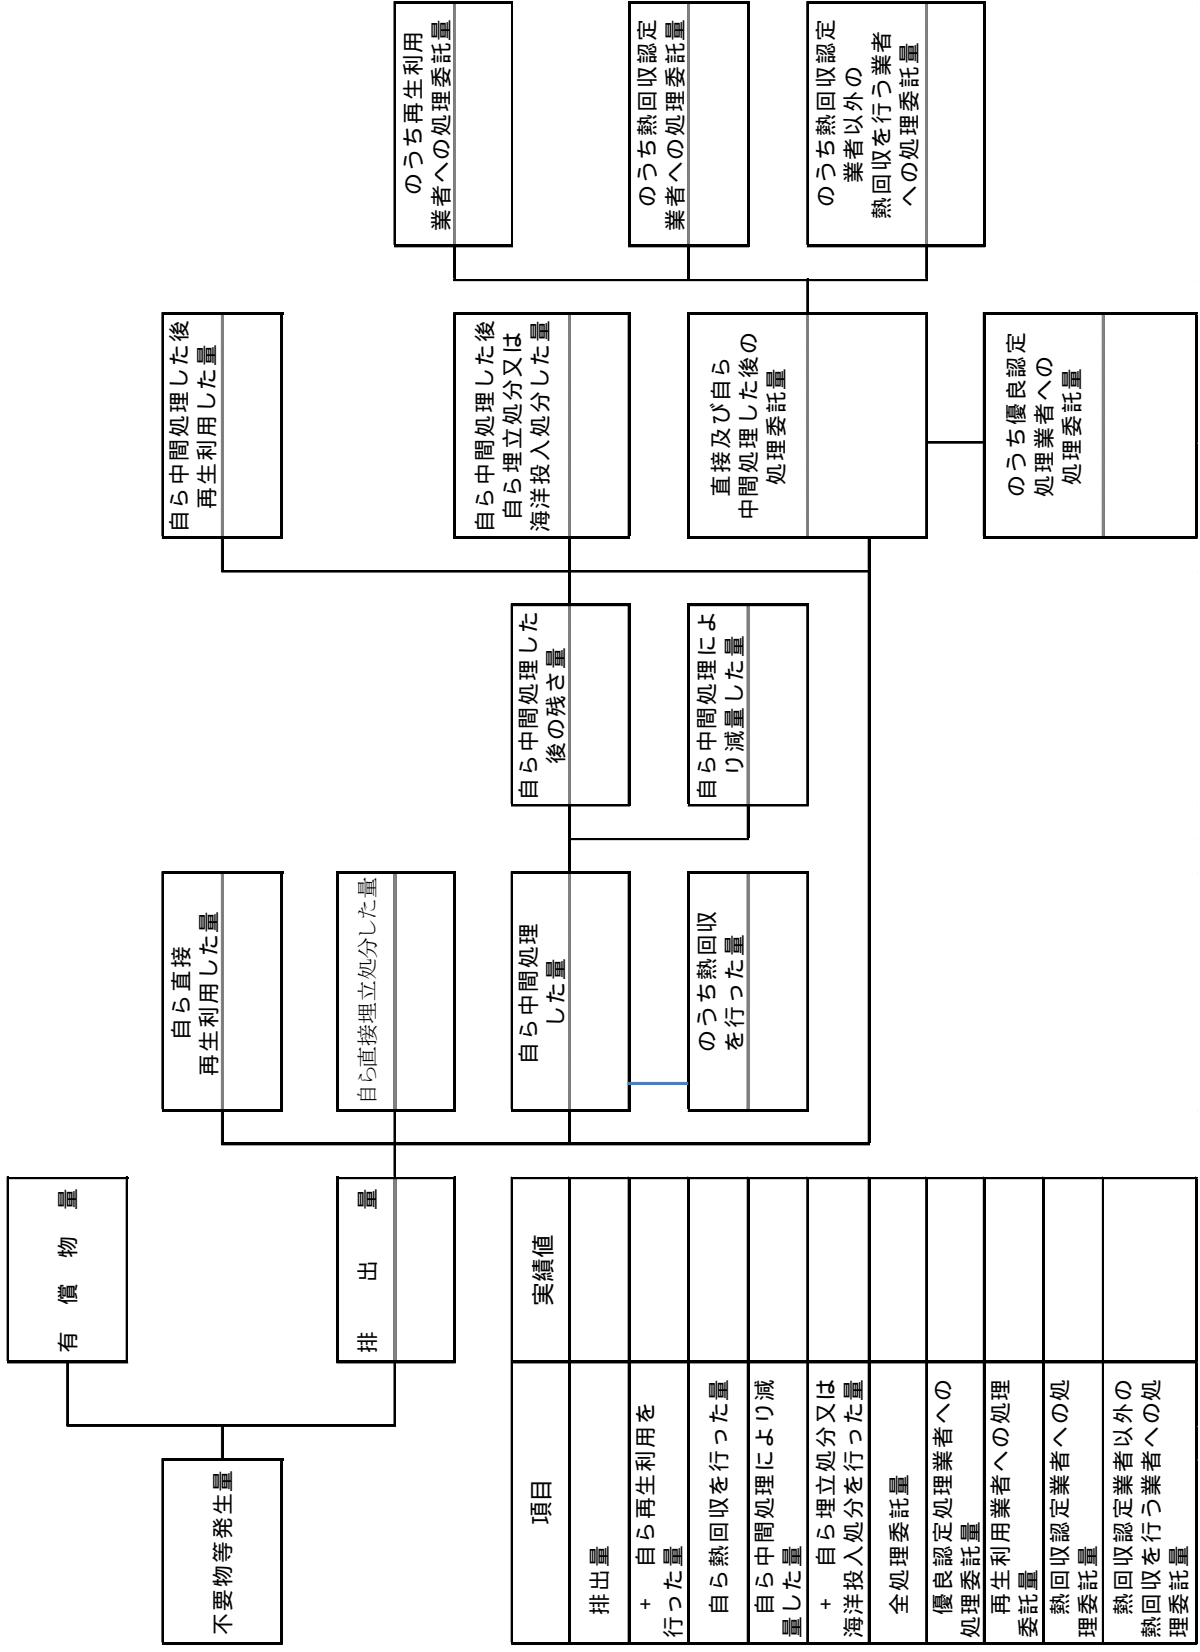 有償物量
不要物等発生量
排出量
自ら直接
再生利用した量
自ら直接埋立処分した量
自ら中間処理
した量
のうち熱回収
を行った量
自ら中間処理した
後の残さ量
自ら中間処理によ
り減量した量
自ら中間処理した後
再生利用した量
自ら中間処理した後
自ら埋立処分又は
海洋投入処分した量
直接及び自ら
中間処理した後の
処理委託量
のうち優良認定
処理業者への
処理委託量
のうち再生利用
業者への処理委託量
のうち熱回収認定
業者への処理委託量
のうち熱回収認定
業者以外の
熱回収を行う業者
への処理委託量
項目 実績値
排出量
+ 自ら再生利用を
行った量
自ら熱回収を行った量
自ら中間処理により減
量した量
+ 自ら埋立処分又は
海洋投入処分を行った量
全処理委託量
優良認定処理業者への
処理委託量
再生利用業者への処理
委託量
熱回収認定業者への処
理委託量
熱回収認定業者以外の
熱回収を行う業者への処
理委託量